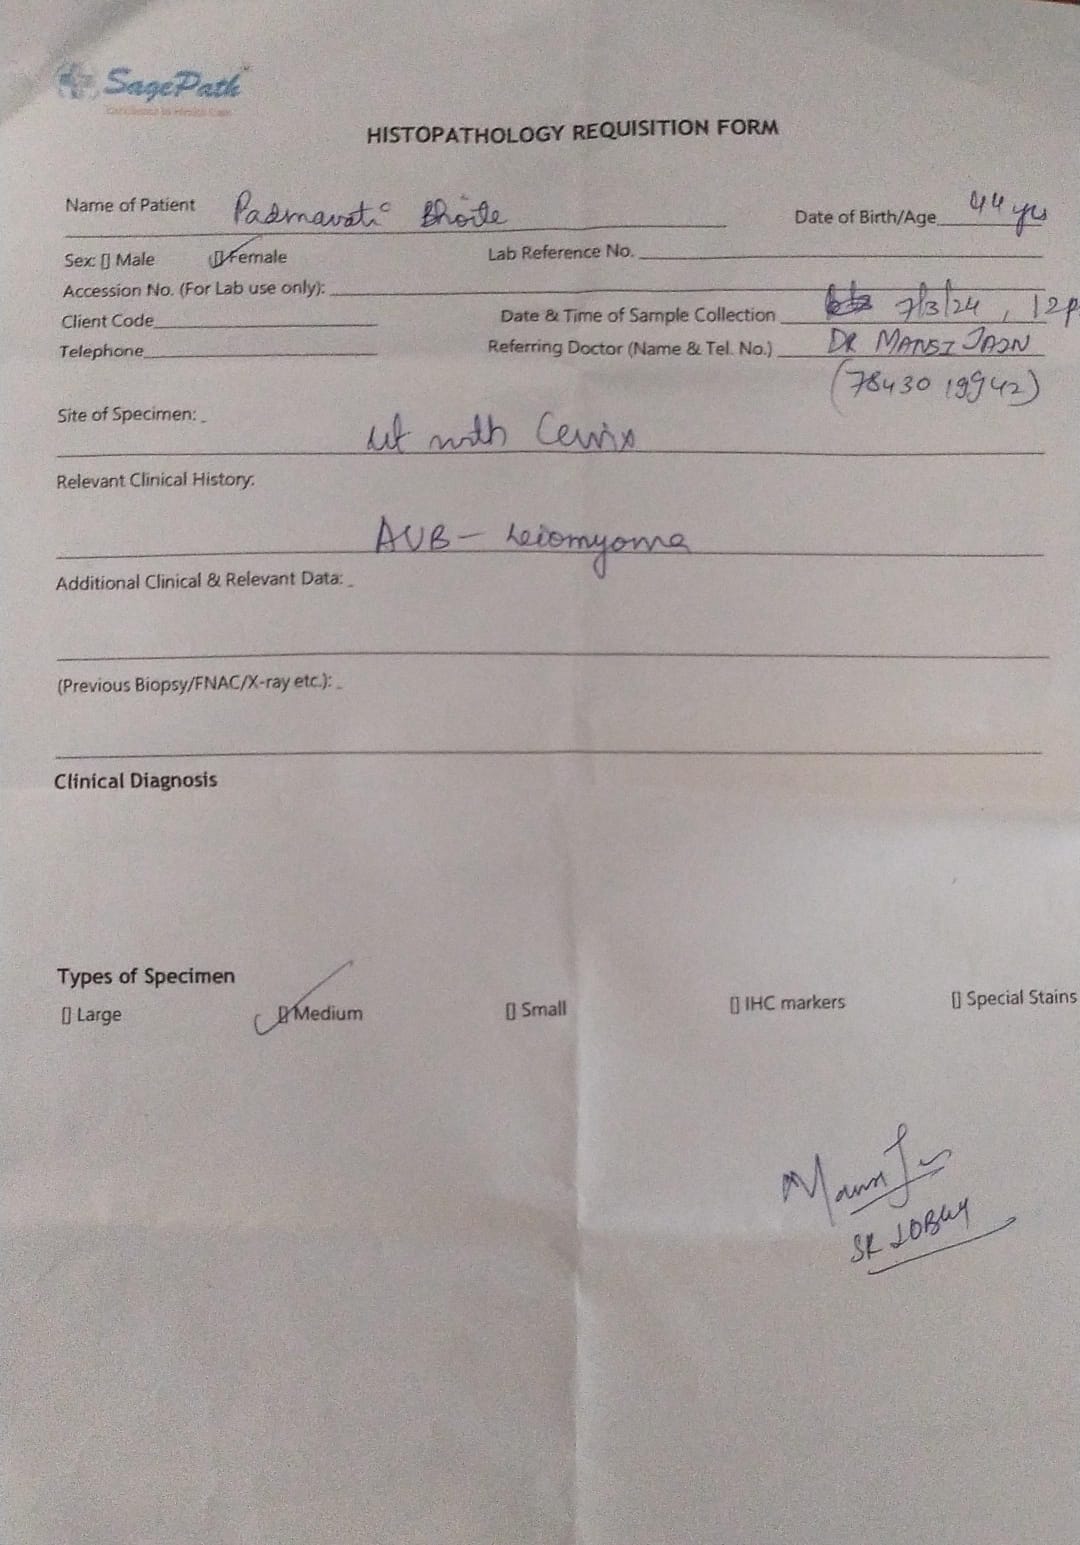 SagePath
HISTOPATHOLOGY REQUISITION FORM
Name of Patient Padmavati Bhoite Date of Birth/Age 44 yrs
Sex: [] Male [] Female Lab Reference No.
Accession No. (For Lab use only):
Client Code Date & Time of Sample Collection 7/3/24, 12p
Telephone Referring Doctor (Name & Tel. No.) DR MANSI JAIN
(78430 19942)
Site of Specimen: ut with Cervix
Relevant Clinical History:
AUB - Leiomyoma
Additional Clinical & Relevant Data:
(Previous Biopsy/FNAC/X-ray etc.):
Clinical Diagnosis
Types of Specimen
[] Large [] Medium [] Small [] IHC markers [] Special Stains
SR